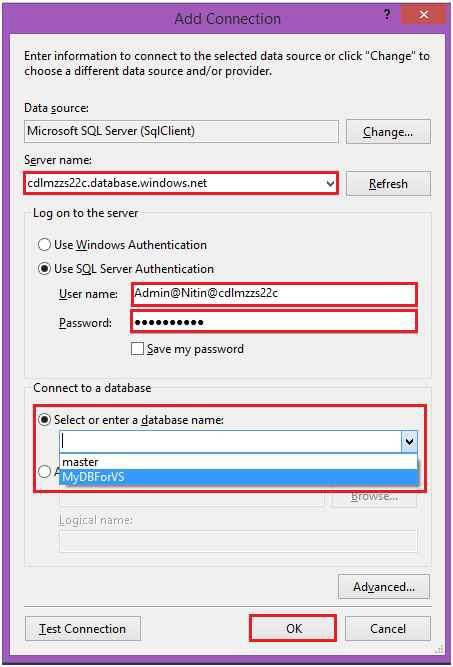 Add Connection
?
Enter information to connect to the selected data source or click "Change" to
choose a different data source and/or provider.
Data source:
Microsoft SQL Server (SqlClient)
Change...
Server name:
cdlmzzs22c.database.windows.net
Refresh
Log on to the server
Use Windows Authentication
Use SQL Server Authentication
User name:
Admin@Nitin@cdlmzzs22c
Password:
●●●●●●●●●●
Save my password
Connect to a database
Select or enter a database name:
master
MyDBForVS
Browse...
Logical name:
Advanced...
Test Connection
OK
Cancel